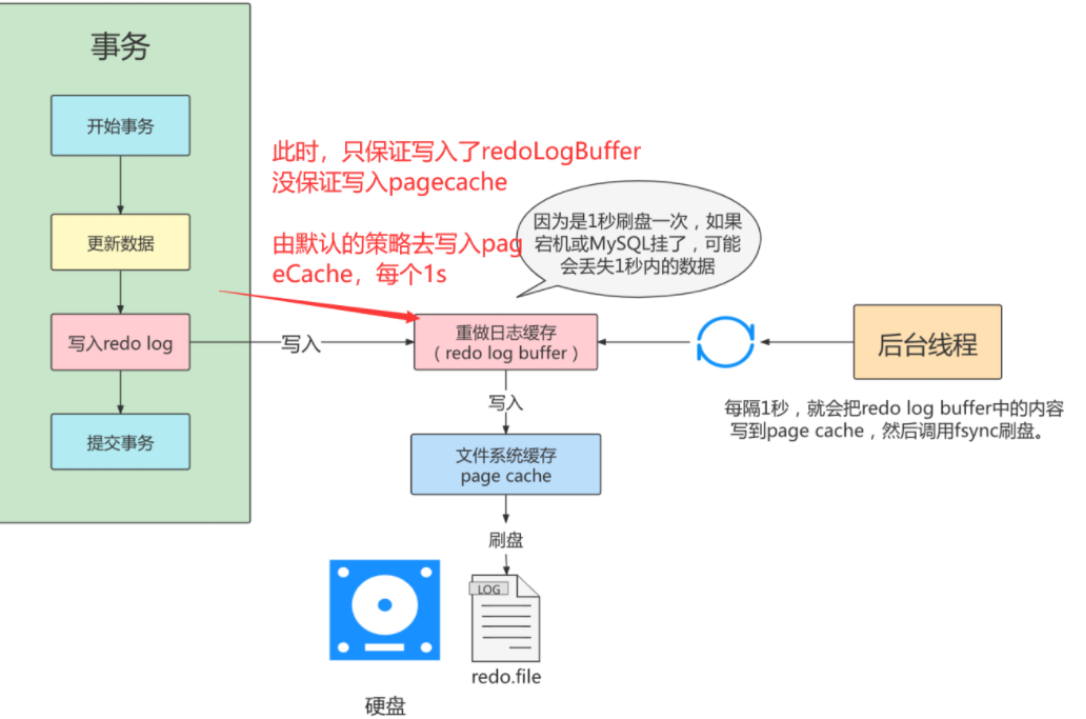 事务
开始事务
更新数据
写入redo log
提交事务
此时，只保证写入了redoLogBuffer
没保证写入pagecache
由默认的策略去写入pag
eCache，每个1s
因为是1秒刷盘一次，如果
宕机或MySQL挂了，可能
会丢失1秒内的数据
写入
重做日志缓存
（redo log buffer）
后台线程
每隔1秒，就会把redo log buffer中的内容
写到page cache，然后调用fsync刷盘。
写入
文件系统缓存
page cache
刷盘
LOG
redo.file
硬盘